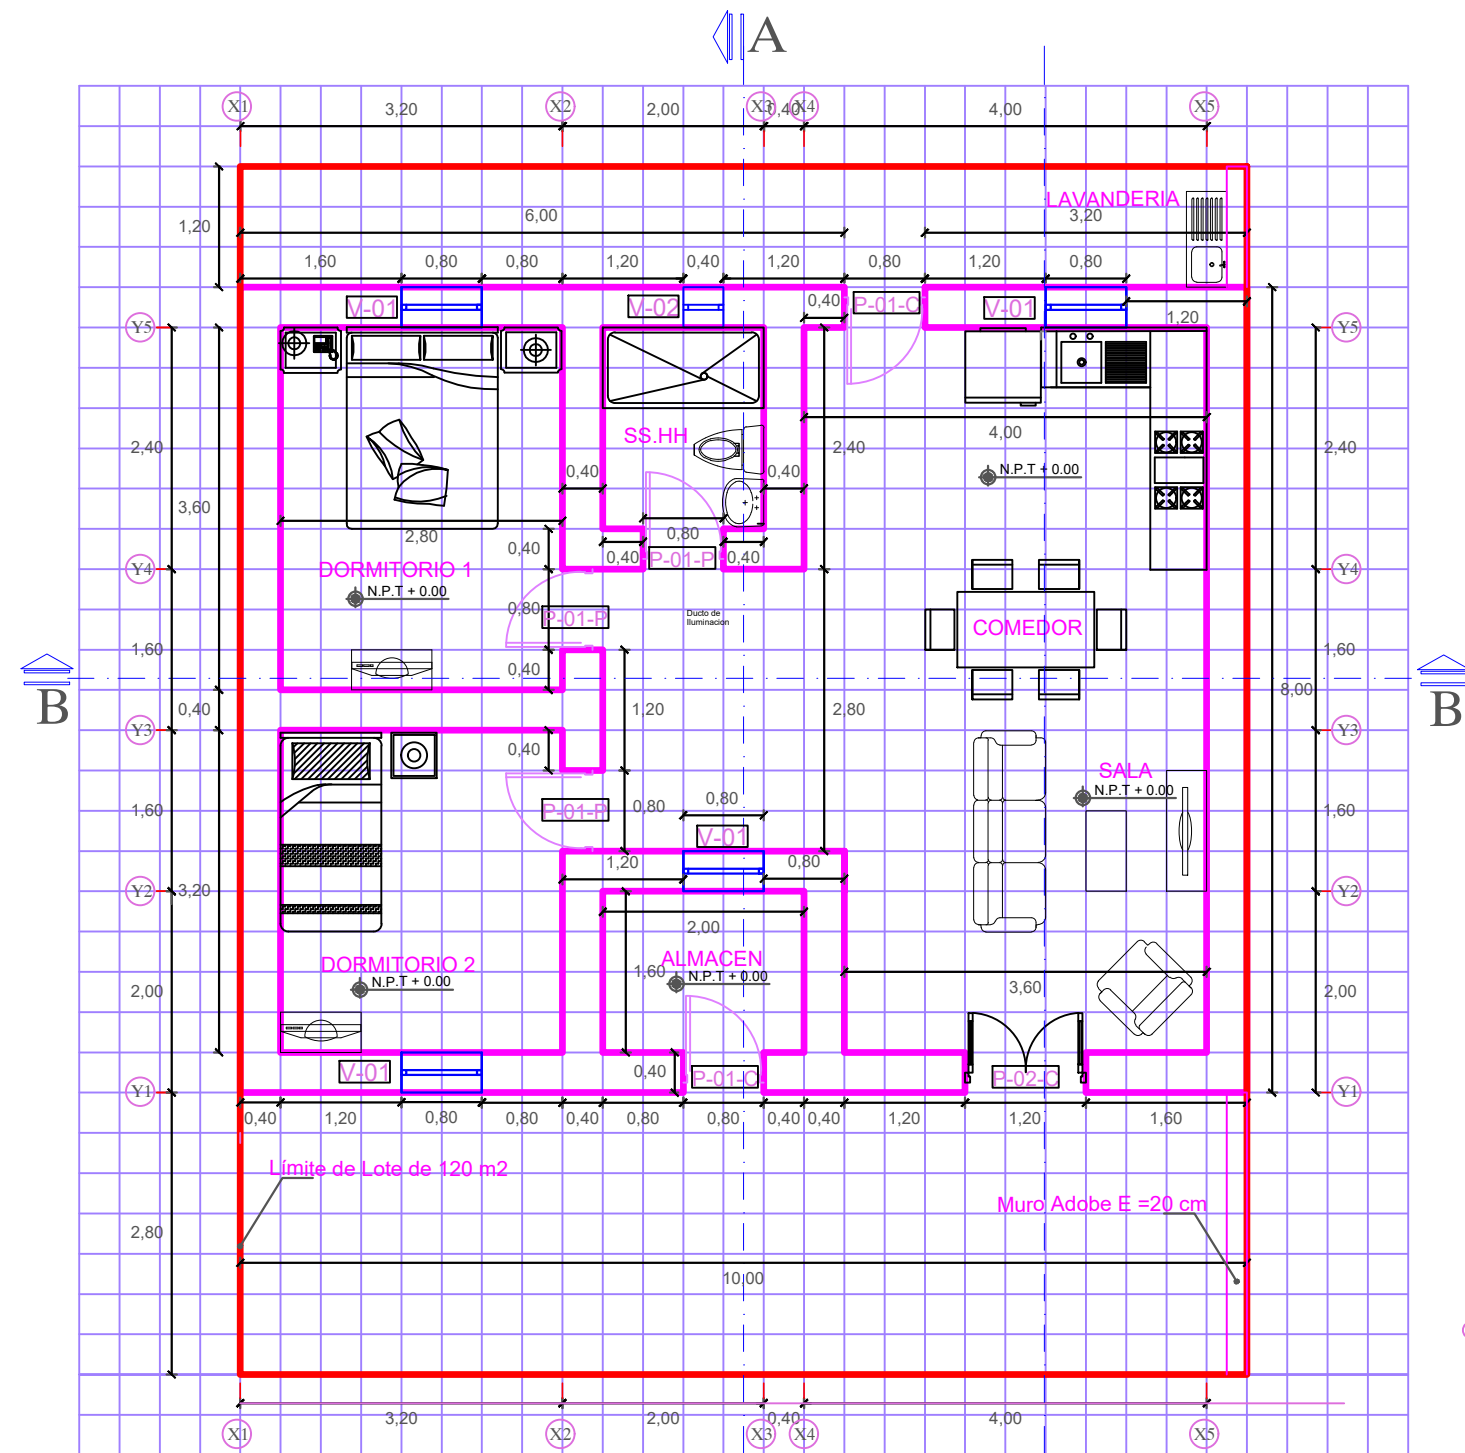 A
X1
3,20
X2
2,00
X3
0,40
X4
4,00
X5
LAVANDERIA
1,20
6,00
3,20
1,60
0,80
0,80
1,20
0,40
1,20
0,80
1,20
0,80
V-01
V-02
0,40
P-01-C
V-01
1,20
Y5
Y5
SS.HH
4,00
2,40
2,40
2,40
0,40
0,40
N.P.T + 0.00
3,60
2,80
0,80
0,40
0,40
P-01-P
0,40
Y4
DORMITORIO 1
Y4
N.P.T + 0.00
0,80
P-01-P
Ducto de
Iluminacion
COMEDOR
1,60
0,40
1,60
B
0,40
1,20
2,80
8,00
B
Y3
0,40
Y3
SALA
N.P.T + 0.00
1,60
P-01-P
0,80
0,80
1,60
V-01
1,20
0,80
Y2
3,20
Y2
2,00
DORMITORIO 2
ALMACEN
N.P.T + 0.00
1,60
N.P.T + 0.00
2,00
3,60
2,00
V-01
0,40
P-01-C
P-02-C
Y1
Y1
0,40
1,20
0,80
0,80
0,40
0,80
0,80
0,40
0,40
1,20
1,20
1,60
Límite de Lote de 120 m2
Muro Adobe E =20 cm
2,80
10,00
3,20
2,00
0,40
4,00
X1
X2
X3
X4
X5